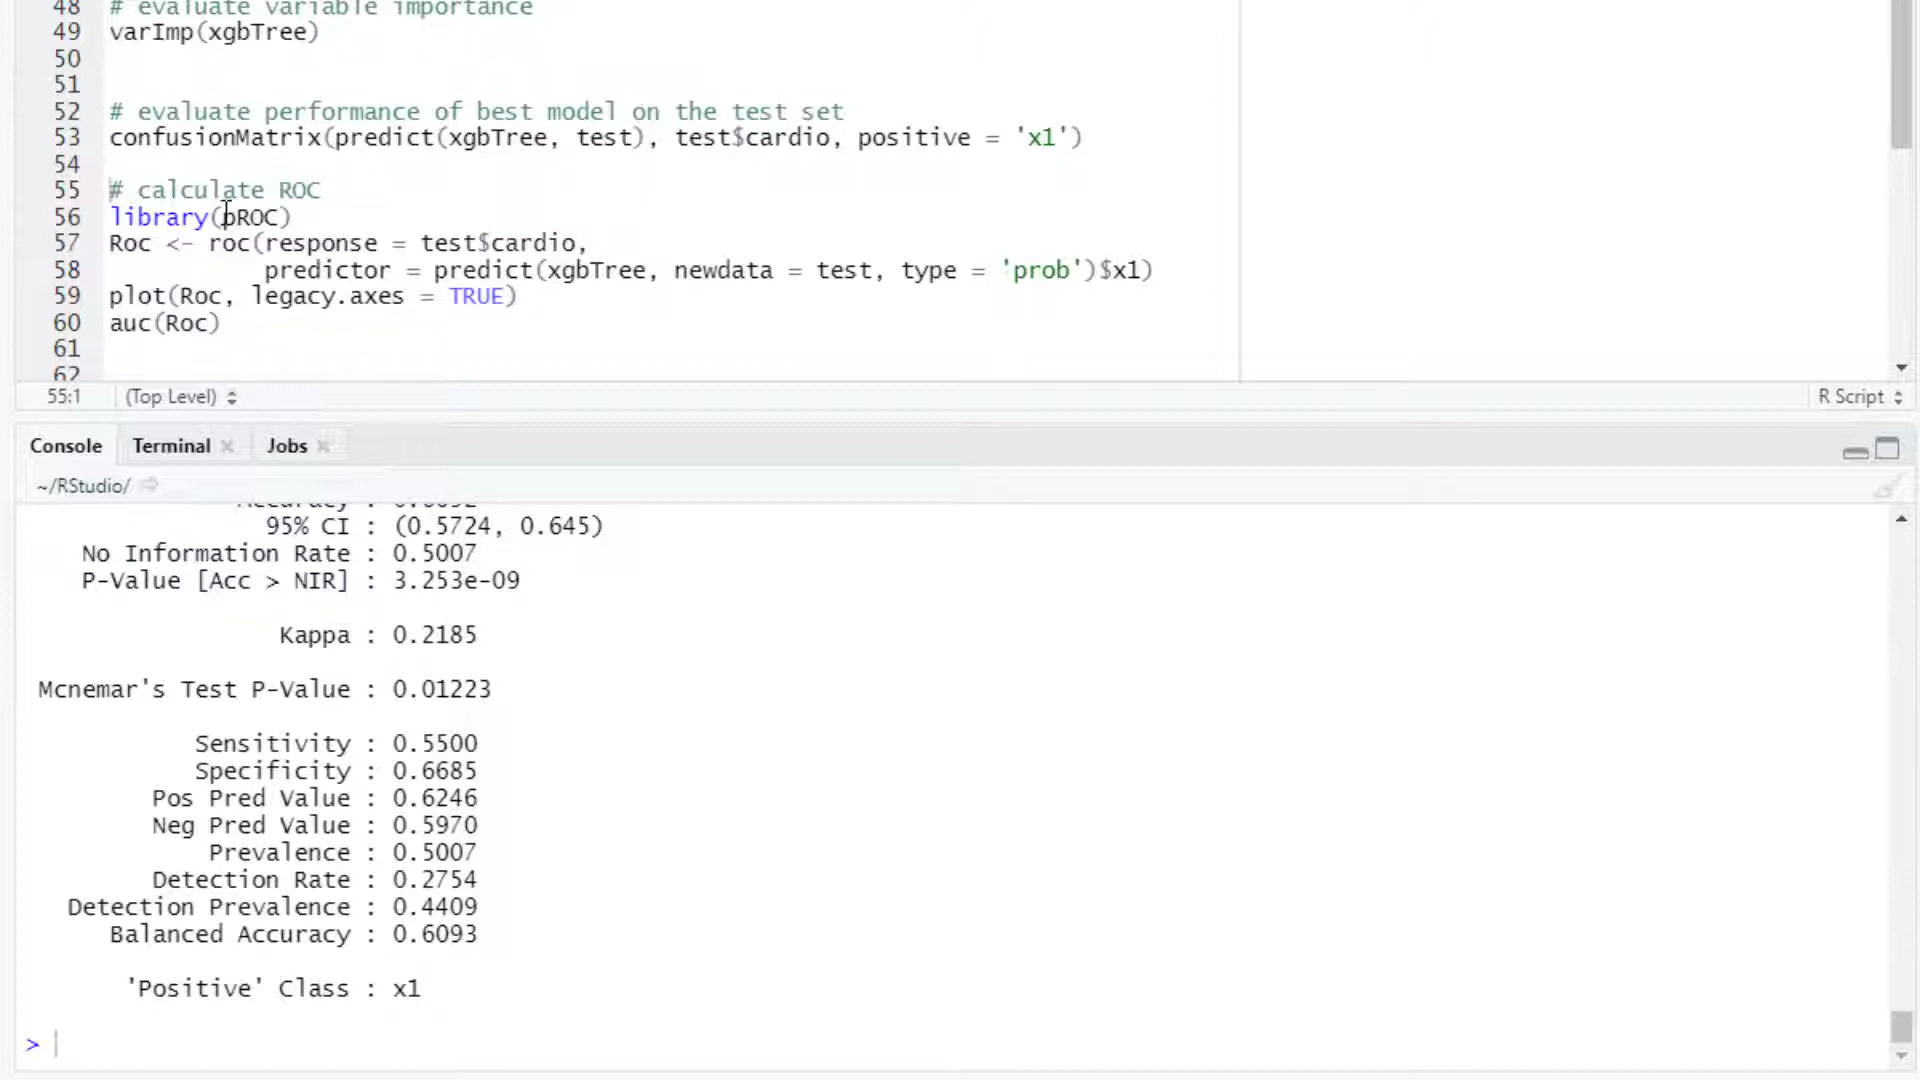 48 # evaluate variable importance
49 varImp(xgbTree)
50
51
52 # evaluate performance of best model on the test set
53 confusionMatrix(predict(xgbTree, test), test$cardio, positive = 'x1')
54
55 # calculate ROC
56 library(pROC)
57 Roc <- roc(response = test$cardio,
58 predictor = predict(xgbTree, newdata = test, type = 'prob')$x1)
59 plot(Roc, legacy.axes = TRUE)
60 auc(Roc)
61
62
55:1 (Top Level) R Script
Console Terminal Jobs
~/RStudio/
Accuracy :
95% CI : (0.5724, 0.645)
No Information Rate : 0.5007
P-Value [Acc > NIR] : 3.253e-09
Kappa : 0.2185
Mcnemar's Test P-Value : 0.01223
Sensitivity : 0.5500
Specificity : 0.6685
Pos Pred Value : 0.6246
Neg Pred Value : 0.5970
Prevalence : 0.5007
Detection Rate : 0.2754
Detection Prevalence : 0.4409
Balanced Accuracy : 0.6093
'Positive' Class : x1
>